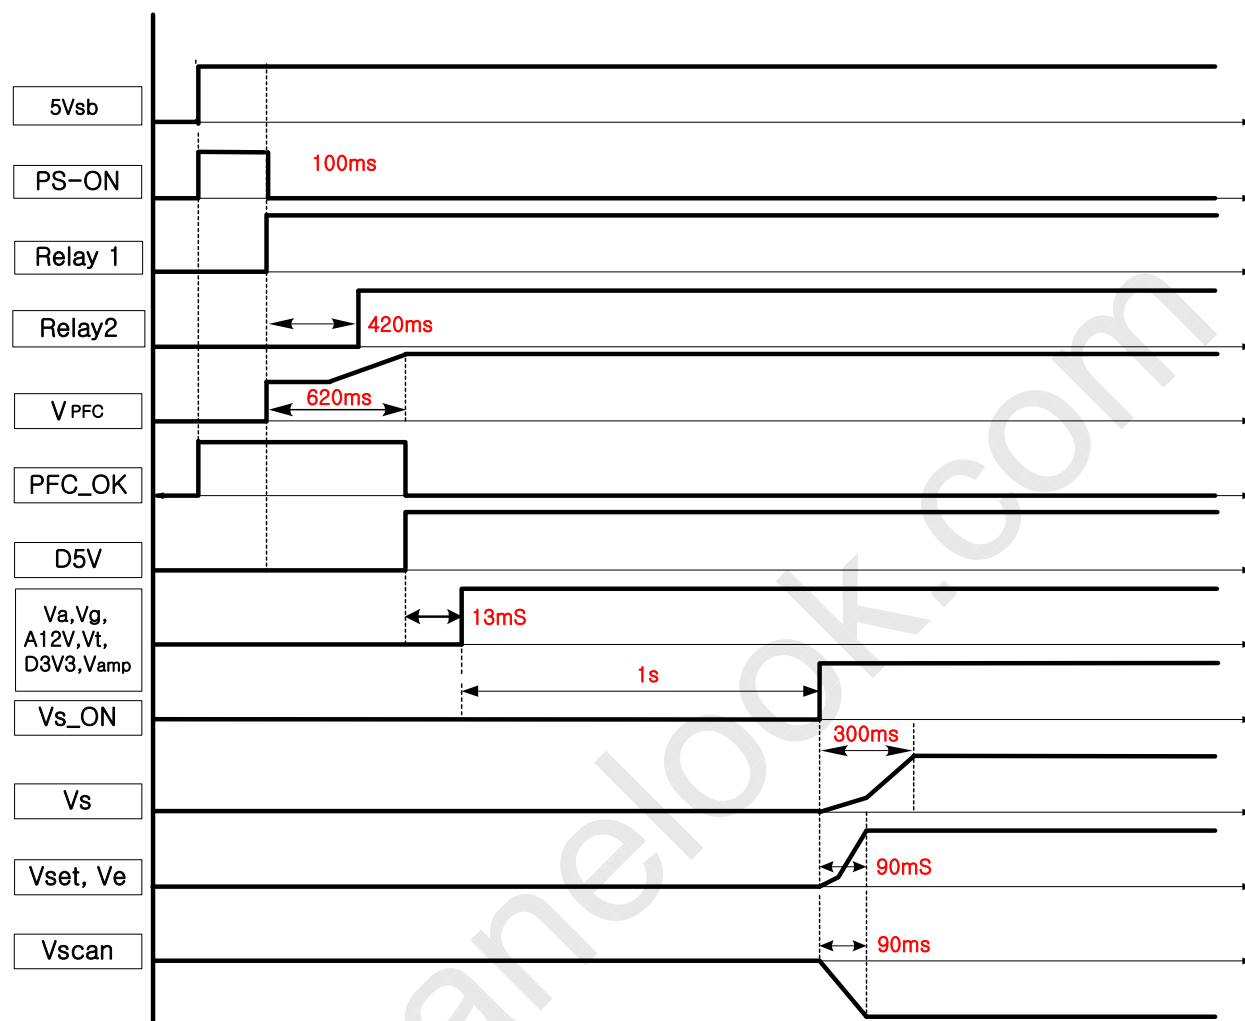 5Vsb
PS-ON
100ms
Relay 1
Relay2
420ms
V PFC
620ms
PFC_OK
D5V
Va,Vg,
A12V,Vt,
D3V3,Vamp
13mS
1s
Vs_ON
300ms
Vs
Vset, Ve
90mS
Vscan
90ms
anelook.com